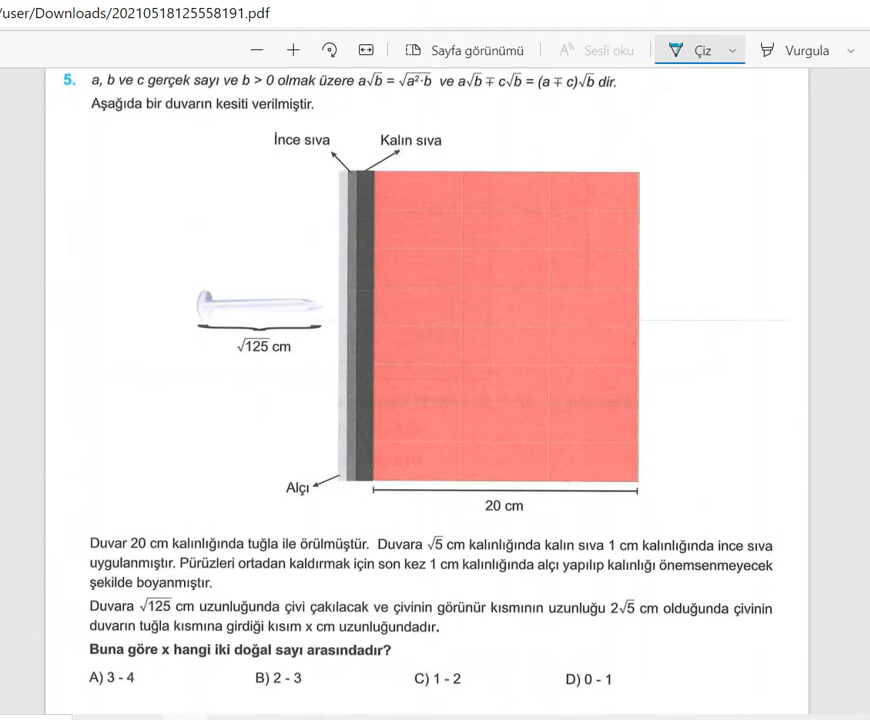 /user/Downloads/20210518125558191.pdf
Sayfa görünümü
Sesli oku
Çiz
Vurgula
5. a, b ve c gerçek sayı ve b > 0 olmak üzere a√b = √a²·b ve a√b ∓ c√b = (a ∓ c)√b dir.
Aşağıda bir duvarın kesiti verilmiştir.
İnce sıva
Kalın sıva
√125 cm
Alçı
20 cm
Duvar 20 cm kalınlığında tuğla ile örülmüştür. Duvara √5 cm kalınlığında kalın sıva 1 cm kalınlığında ince sıva
uygulanmıştır. Pürüzleri ortadan kaldırmak için son kez 1 cm kalınlığında alçı yapılıp kalınlığı önemsenmeyecek
şekilde boyanmıştır.
Duvara √125 cm uzunluğunda çivi çakılacak ve çivinin görünür kısmının uzunluğu 2√5 cm olduğunda çivinin
duvarın tuğla kısmına girdiği kısım x cm uzunluğundadır.
Buna göre x hangi iki doğal sayı arasındadır?
A) 3 - 4
B) 2 - 3
C) 1 - 2
D) 0 - 1